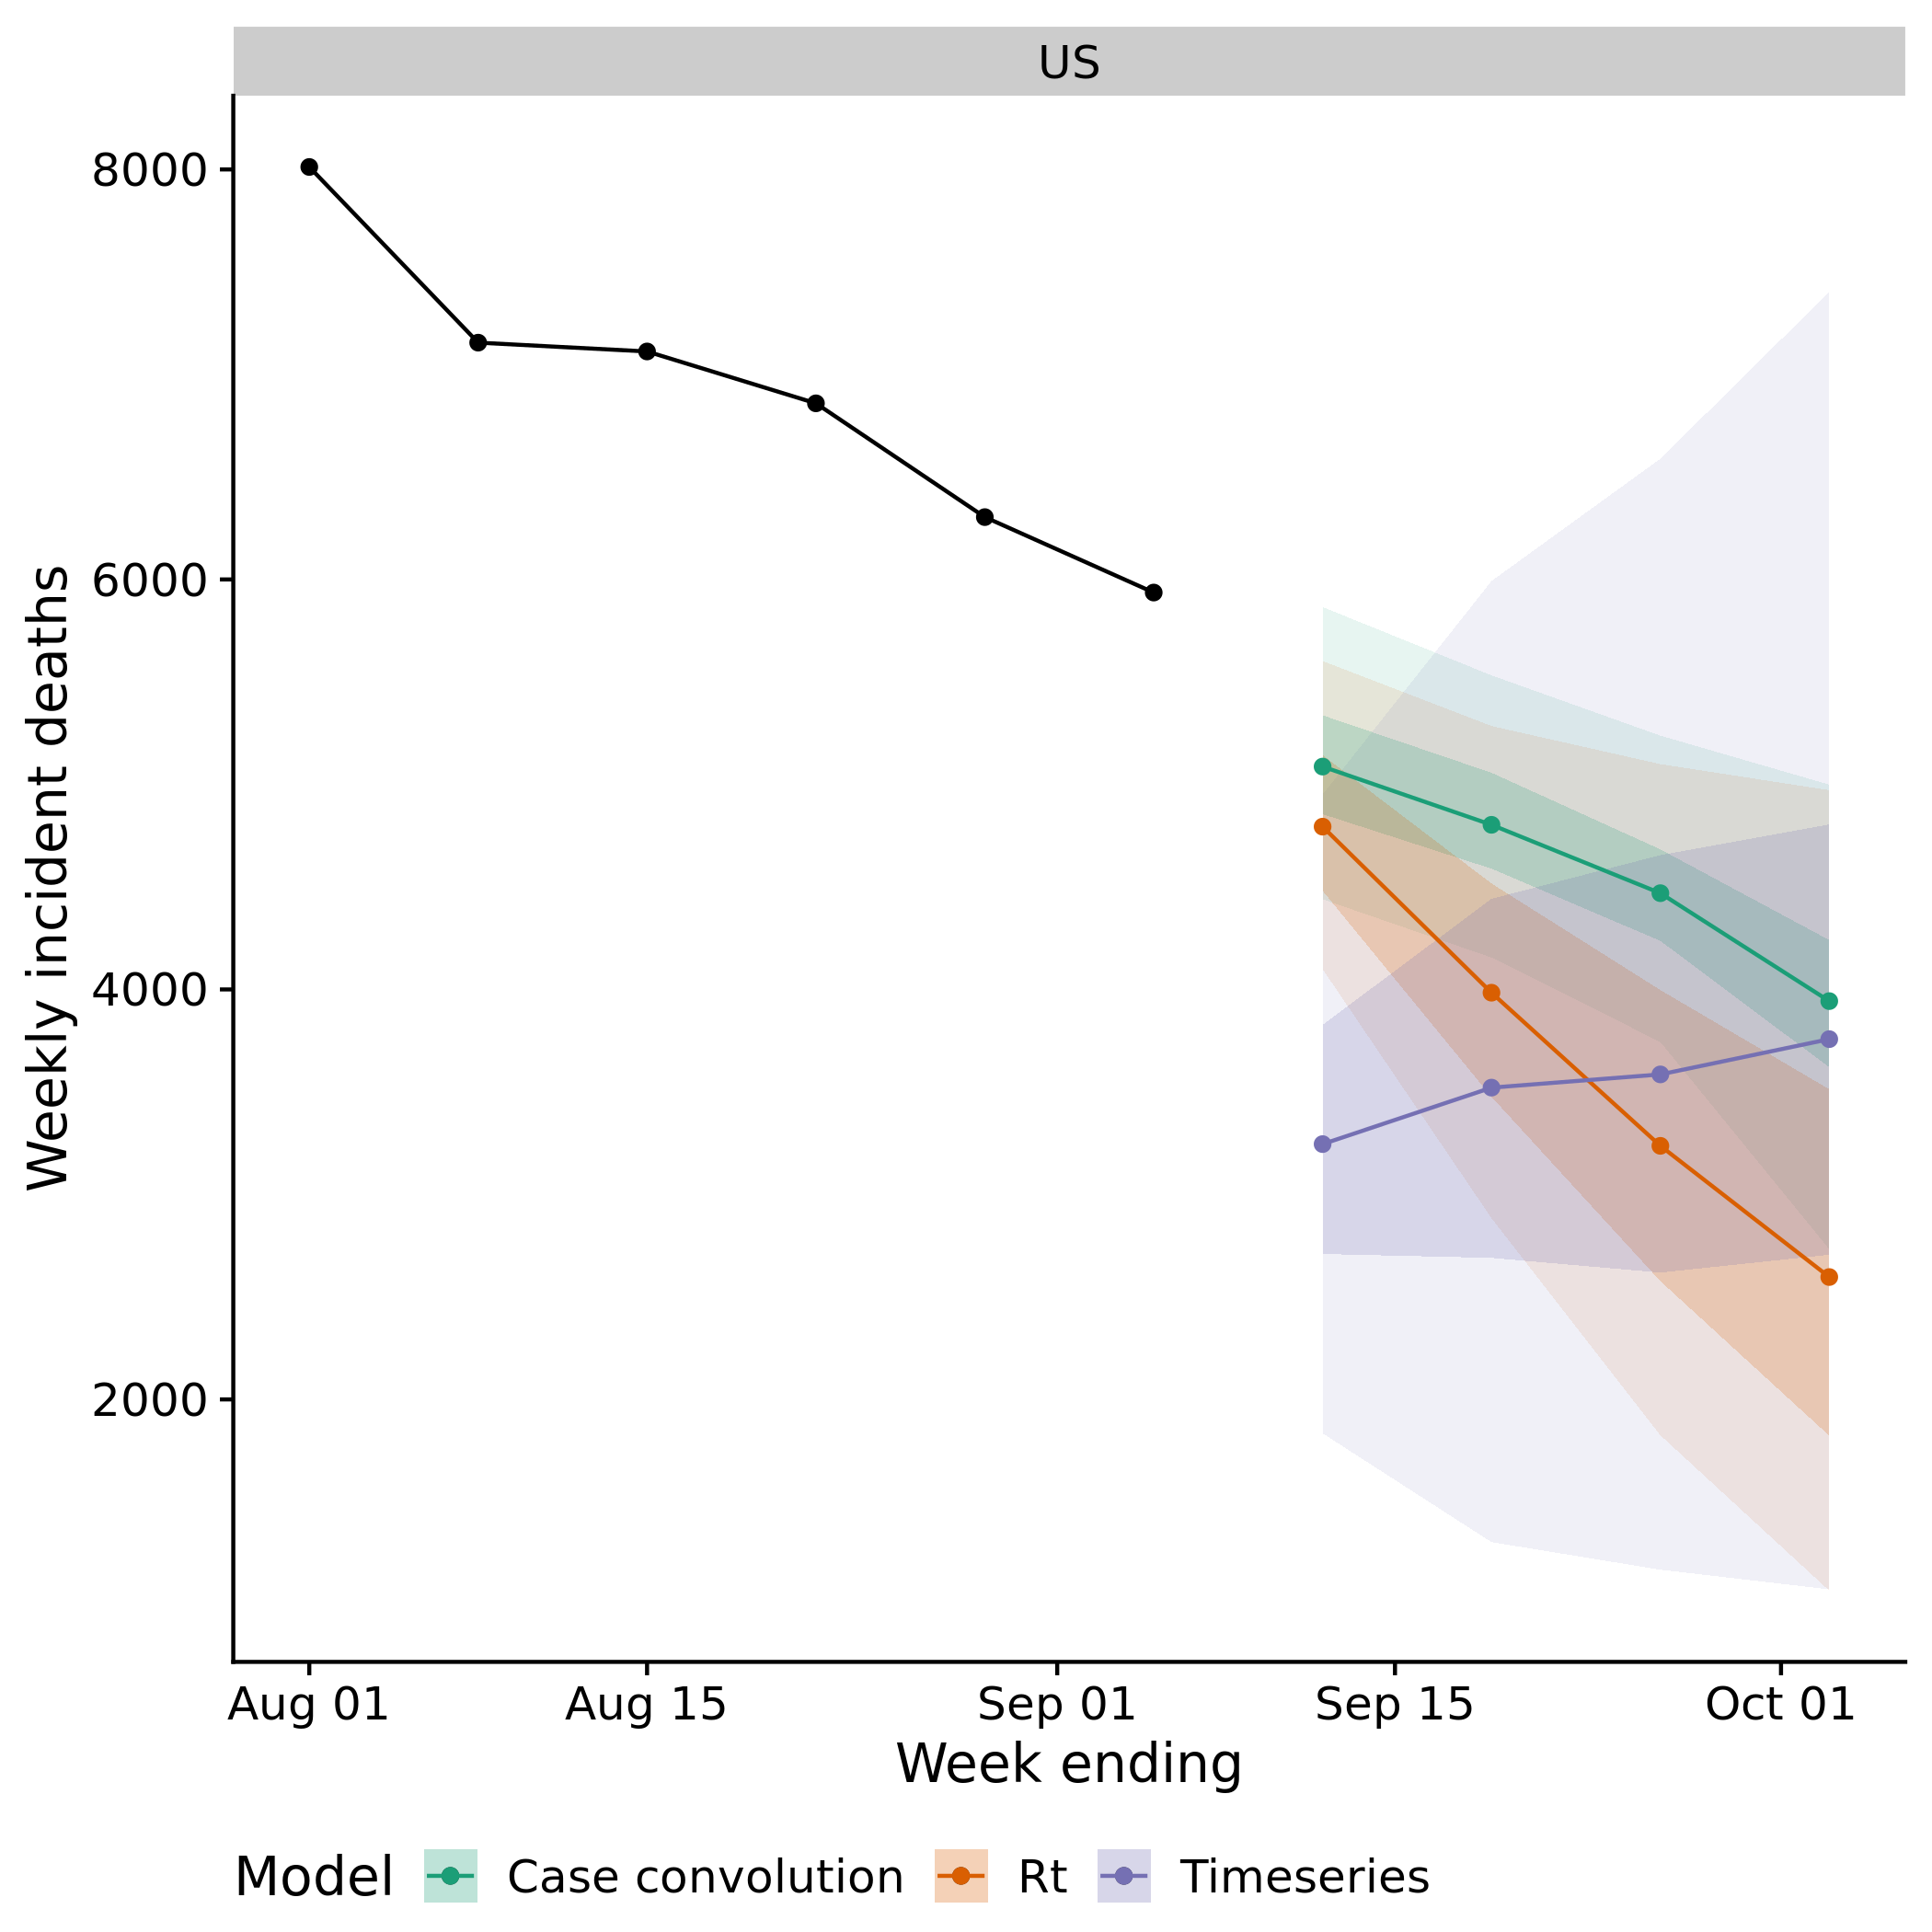 US
Weekly incident deaths
8000
6000
4000
2000
Aug 01 Aug 15 Sep 01 Sep 15 Oct 01
Week ending
Model Case convolution Rt Timeseries